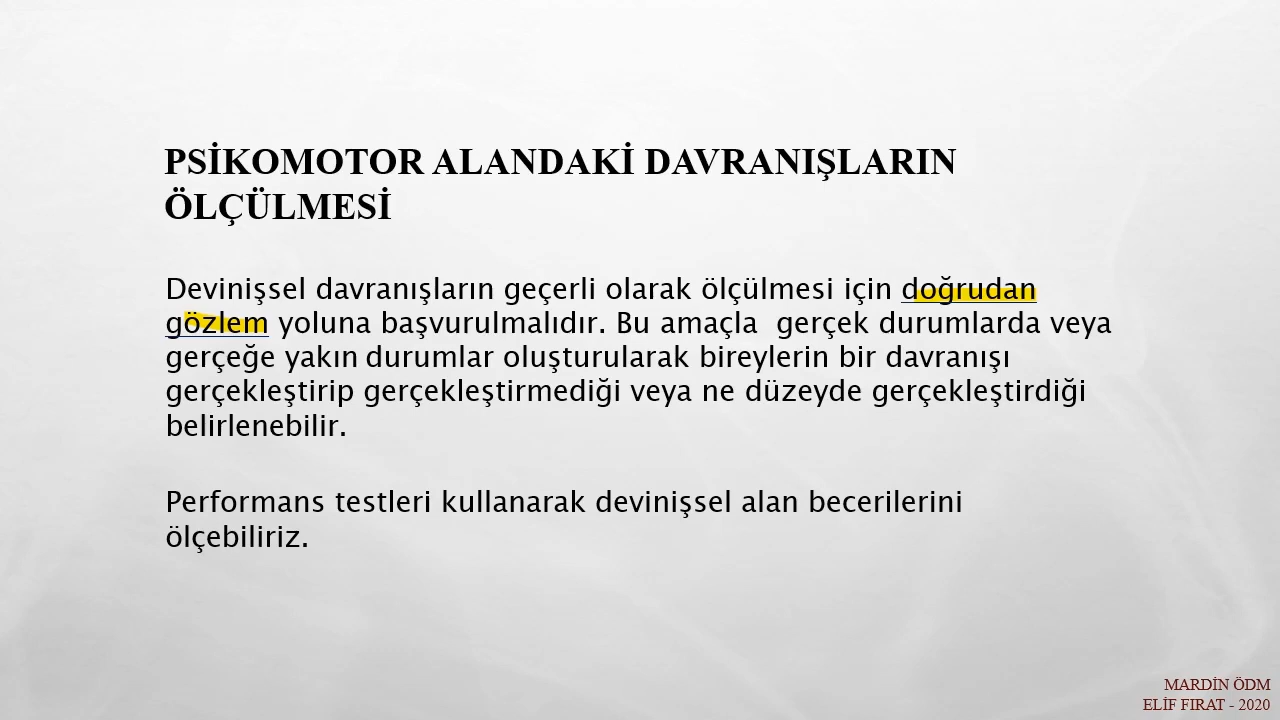 PSİKOMOTOR ALANDAKİ DAVRANIŞLARIN
ÖLÇÜLMESİ
Devinişsel davranışların geçerli olarak ölçülmesi için doğrudan
gözlem yoluna başvurulmalıdır. Bu amaçla gerçek durumlarda veya
gerçeğe yakın durumlar oluşturularak bireylerin bir davranışı
gerçekleştirip gerçekleştirmediği veya ne düzeyde gerçekleştirdiği
belirlenebilir.
Performans testleri kullanarak devinişsel alan becerilerini
ölçebiliriz.
MARDİN ÖDM
ELİF FIRAT - 2020